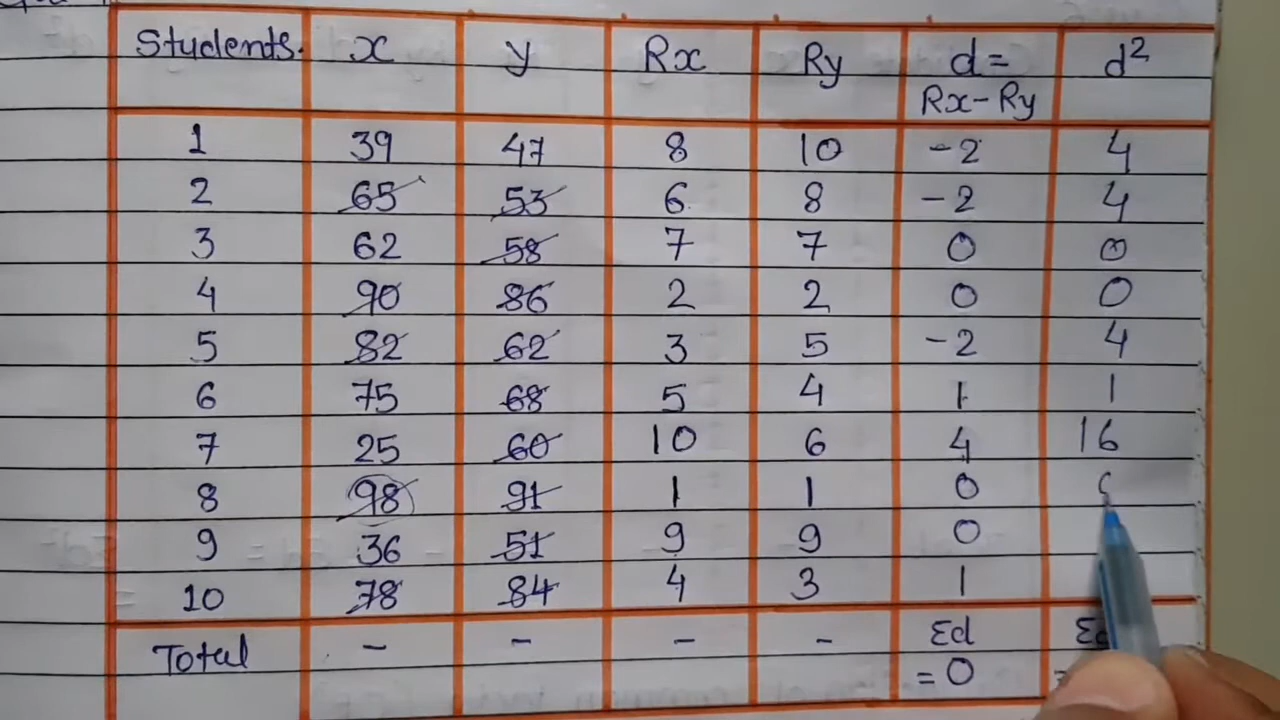 Students. x y Rx Ry d= d²
Rx-Ry
1 39 47 8 10 -2 4
2 65 53 6 8 -2 4
3 62 58 7 7 0 0
4 90 86 2 2 0 0
5 82 62 3 5 -2 4
6 75 68 5 4 1 1
7 25 60 10 6 4 16
8 98 91 1 1 0
9 36 51 9 9 0
10 78 84 4 3 1
Total - - - - Σd
= 0